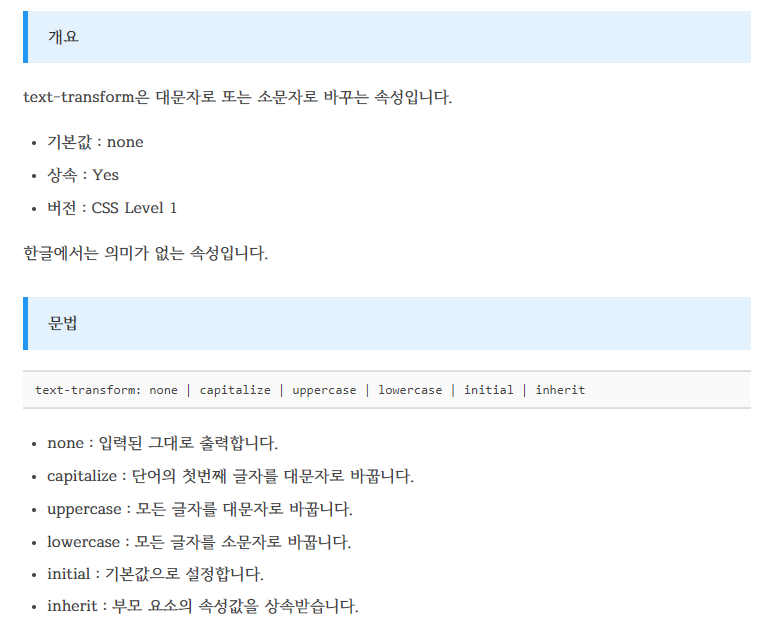 개요
text-transform은 대문자로 또는 소문자로 바꾸는 속성입니다.
• 기본값 : none
• 상속 : Yes
• 버전 : CSS Level 1
한글에서는 의미가 없는 속성입니다.
문법
text-transform: none | capitalize | uppercase | lowercase | initial | inherit
• none : 입력된 그대로 출력합니다.
• capitalize : 단어의 첫번째 글자를 대문자로 바꿉니다.
• uppercase : 모든 글자를 대문자로 바꿉니다.
• lowercase : 모든 글자를 소문자로 바꿉니다.
• initial : 기본값으로 설정합니다.
• inherit : 부모 요소의 속성값을 상속받습니다.